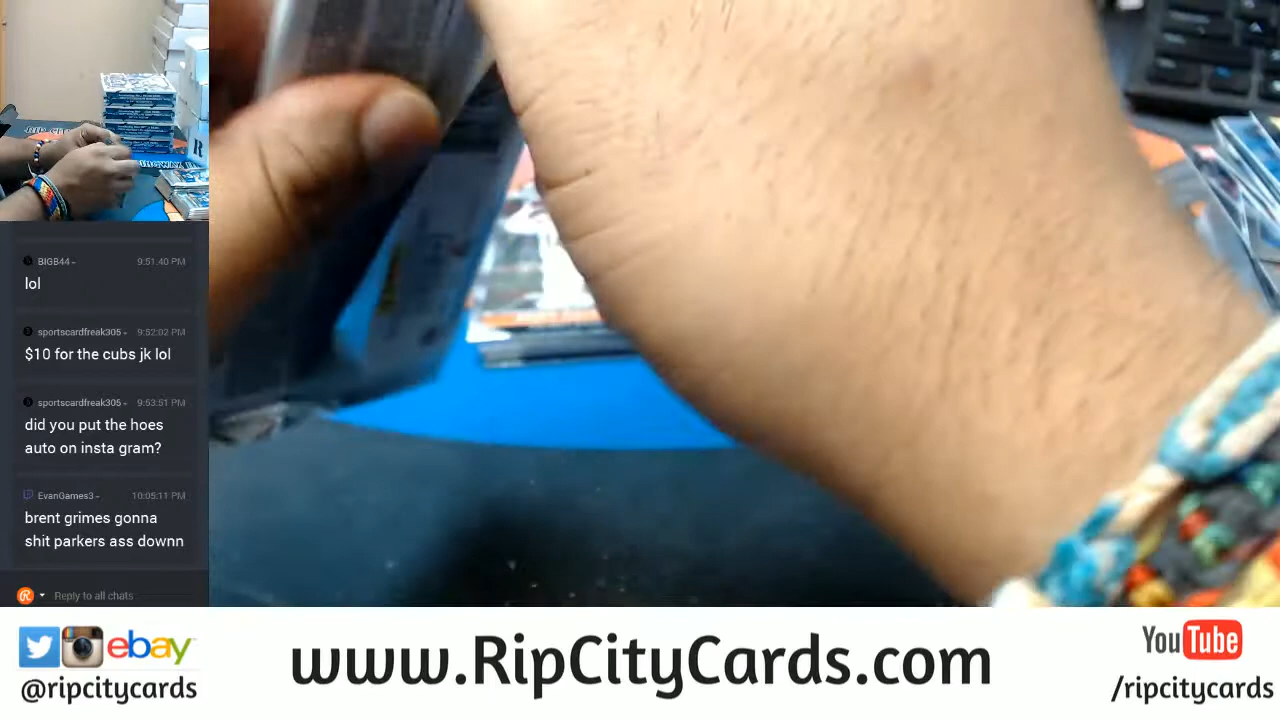 BIGB44
9:51:40 PM
lol
sportscardfreak305
9:52:02 PM
$10 for the cubs jk lol
sportscardfreak305
9:53:51 PM
did you put the hoes
auto on insta gram?
EvanGames3
10:05:11 PM
brent grimes gonna
shit parkers ass downn
Reply to all chats
ebay
@ripcitycards
www.RipCityCards.com
YouTube
/ripcitycards